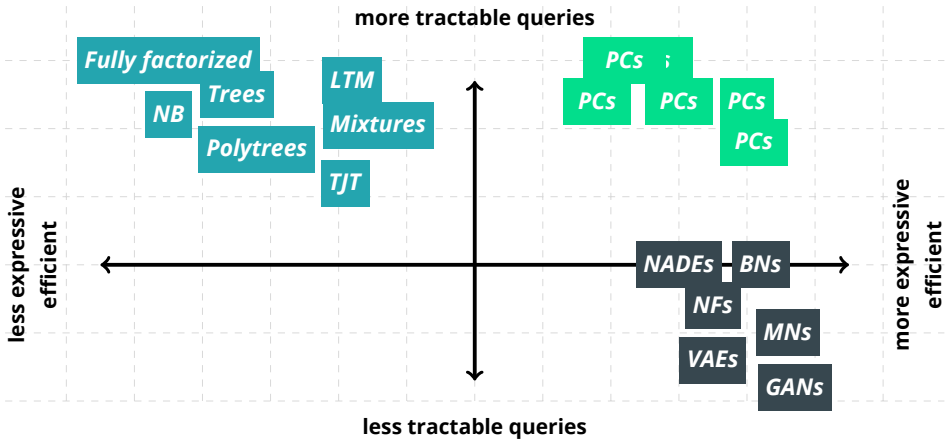 more tractable queries
Fully factorized
PCs
s
LTM
Trees
PCs
PCs
PCs
NB
Mixtures
PCs
Polytrees
TJT
less expressive
efficient
more expressive
efficient
NADEs
BNs
NFs
MNs
VAEs
GANs
less tractable queries